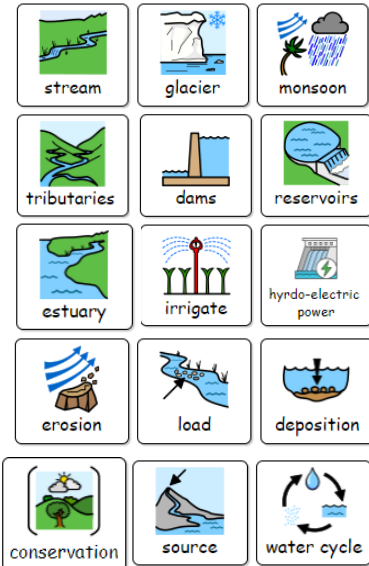 stream
glacier
monsoon
tributaries
dams
reservoirs
estuary
irrigate
hyrdo-electric
power
erosion
load
deposition
conservation
source
water cycle